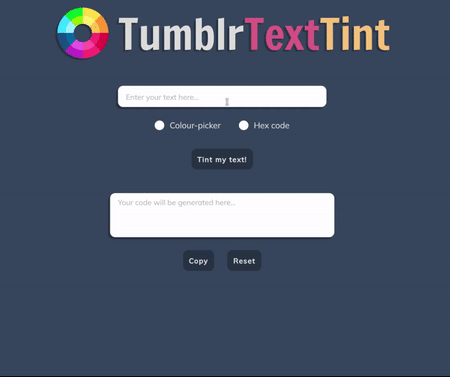 TumblrTextTint
Enter your text here...
Colour-picker Hex code
Tint my text!
Your code will be generated here...
Copy Reset